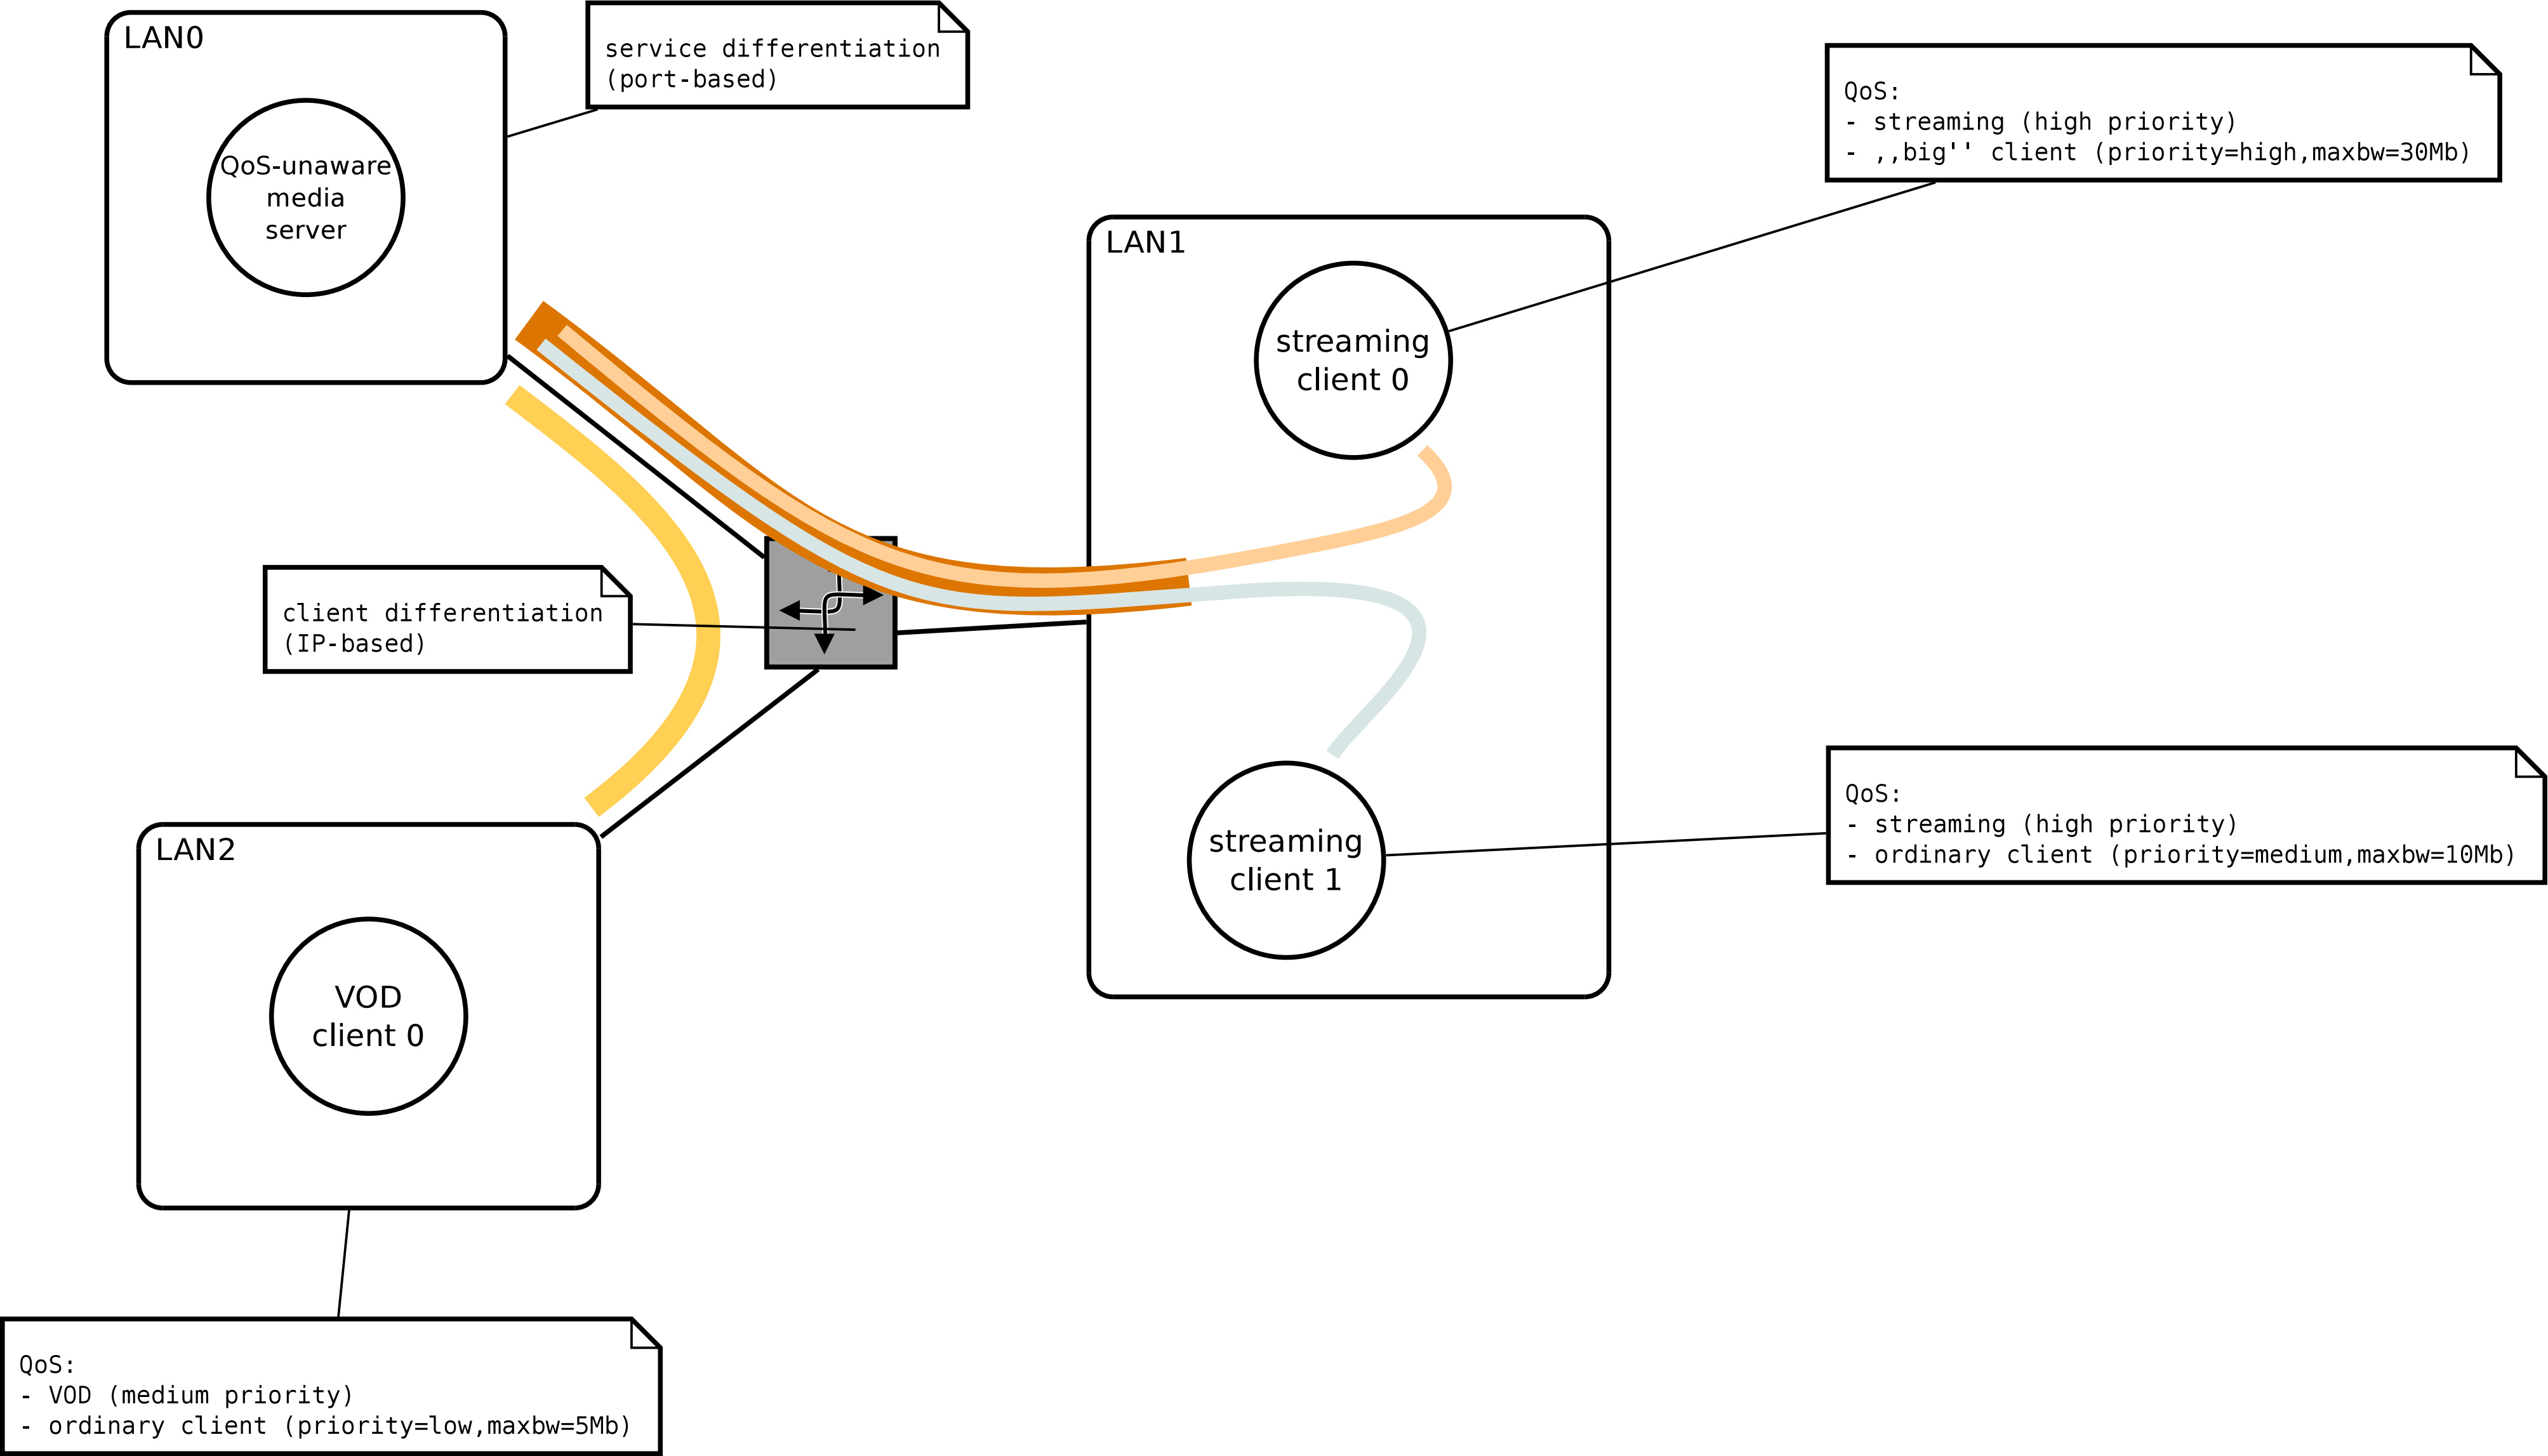 LAN0
QoS-unaware
media
server
service differentiation
(port-based)
QoS:
- streaming (high priority)
- ,,big'' client (priority=high,maxbw=30Mb)
LAN1
streaming
client 0
client differentiation
(IP-based)
streaming
client 1
QoS:
- streaming (high priority)
- ordinary client (priority=medium,maxbw=10Mb)
LAN2
VOD
client 0
QoS:
- VOD (medium priority)
- ordinary client (priority=low,maxbw=5Mb)